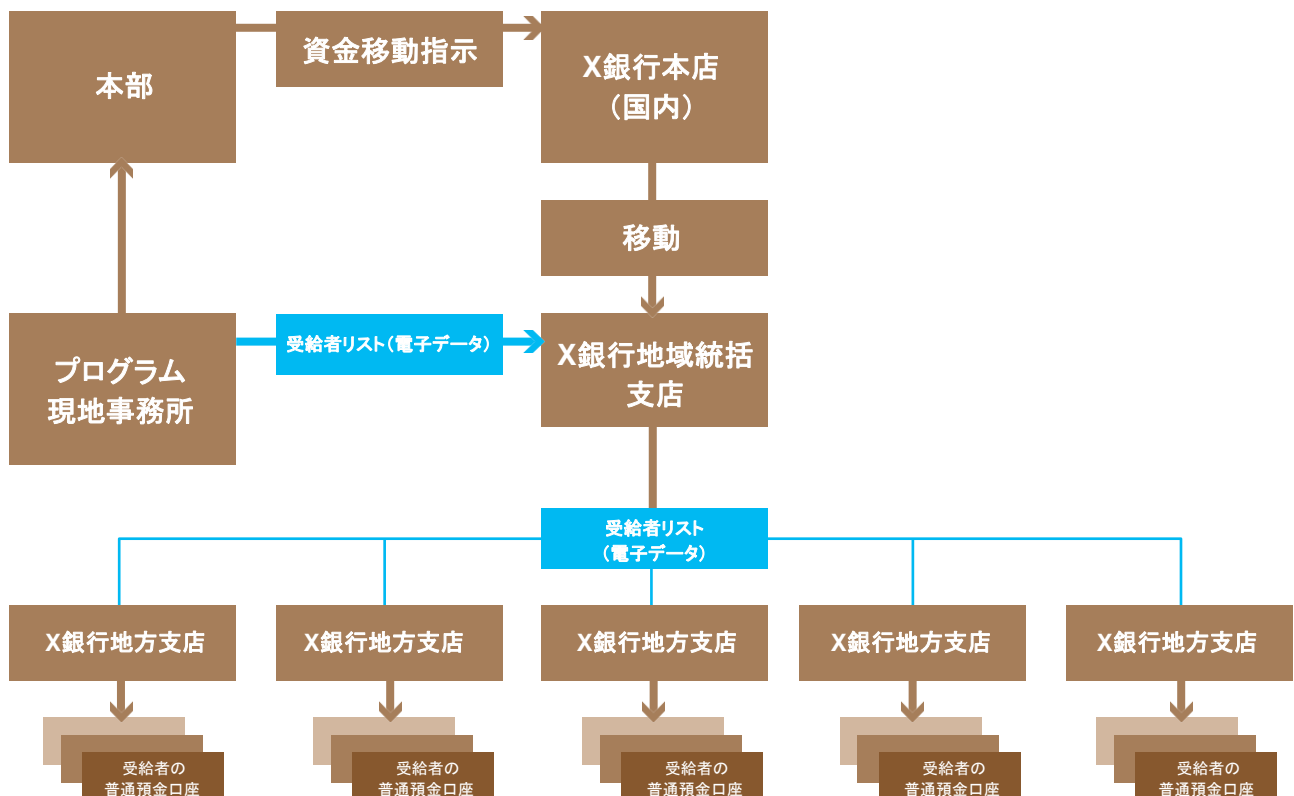 本部
資金移動指示
X銀行本店
（国内）
移動
プログラム
現地事務所
受給者リスト（電子データ）
X銀行地域統括
支店
受給者リスト
（電子データ）
X銀行地方支店
X銀行地方支店
X銀行地方支店
X銀行地方支店
X銀行地方支店
受給者の
普通預金口座
受給者の
普通預金口座
受給者の
普通預金口座
受給者の
普通預金口座
受給者の
普通預金口座